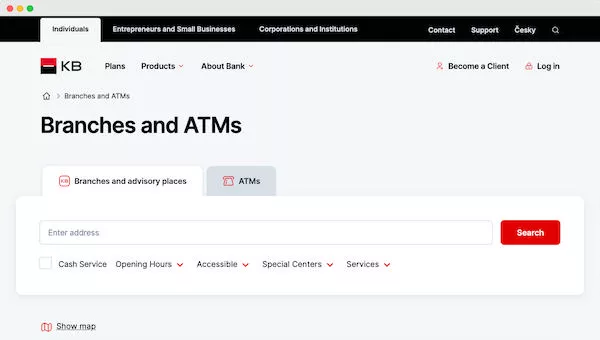 Individuals Entrepreneurs and Small Businesses Corporations and Institutions Contact Support Česky
KB Plans Products About Bank Become a Client Log in
Branches and ATMs
Branches and ATMs
KB Branches and advisory places ATMs
Enter address Search
Cash Service Opening Hours Accessible Special Centers Services
Show map